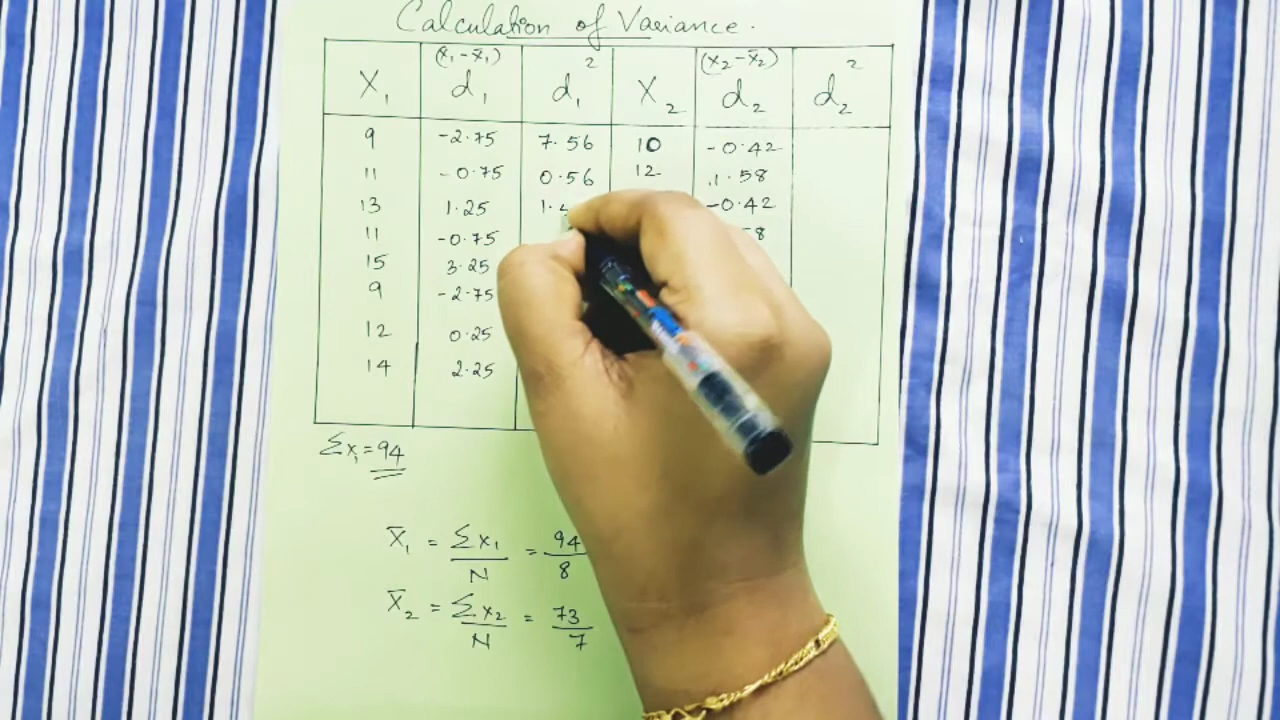 Calculation of Variance.
X₁ (x₁-x̄₁) d₁ d₁² X₂ (x₂-x̄₂) d₂ d₂²
9 -2.75 7.56 10 -0.42
11 -0.75 0.56 12 1.58
13 1.25 1. -0.42
11 -0.75 8
15 3.25
9 -2.75
12 0.25
14 2.25
Σx₁=94
X̄₁ = Σx₁/N = 94/8
X̄₂ = Σx₂/N = 73/7